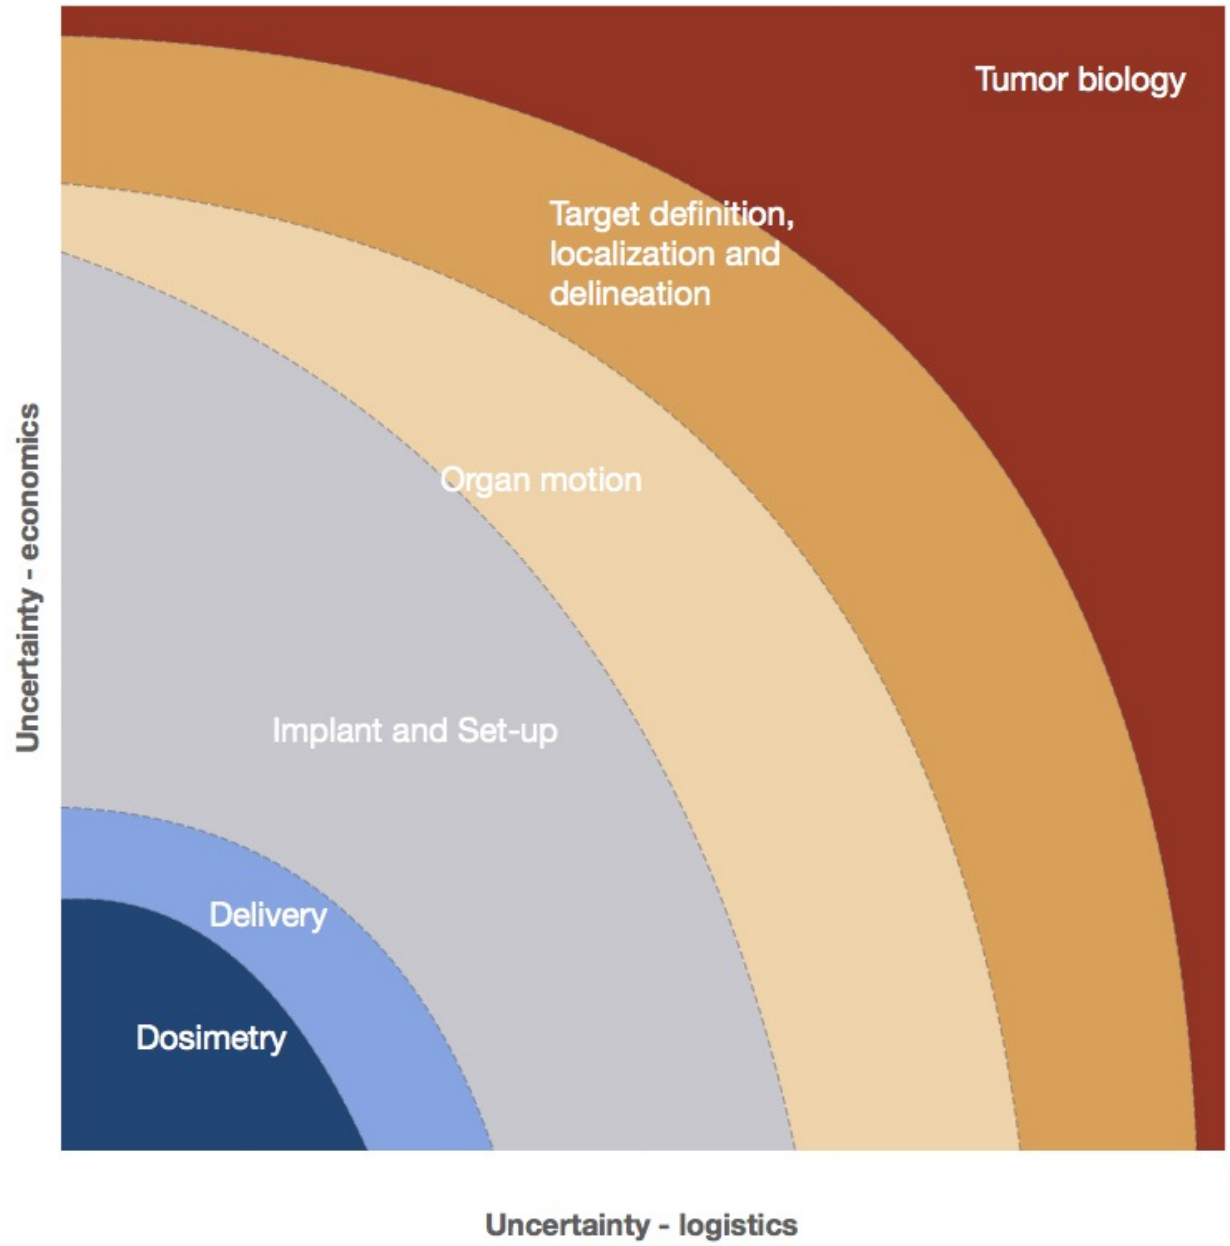 Tumor biology
Target definition,
localization and
delineation
Organ motion
Implant and Set-up
Delivery
Dosimetry
Uncertainty - economics
Uncertainty - logistics